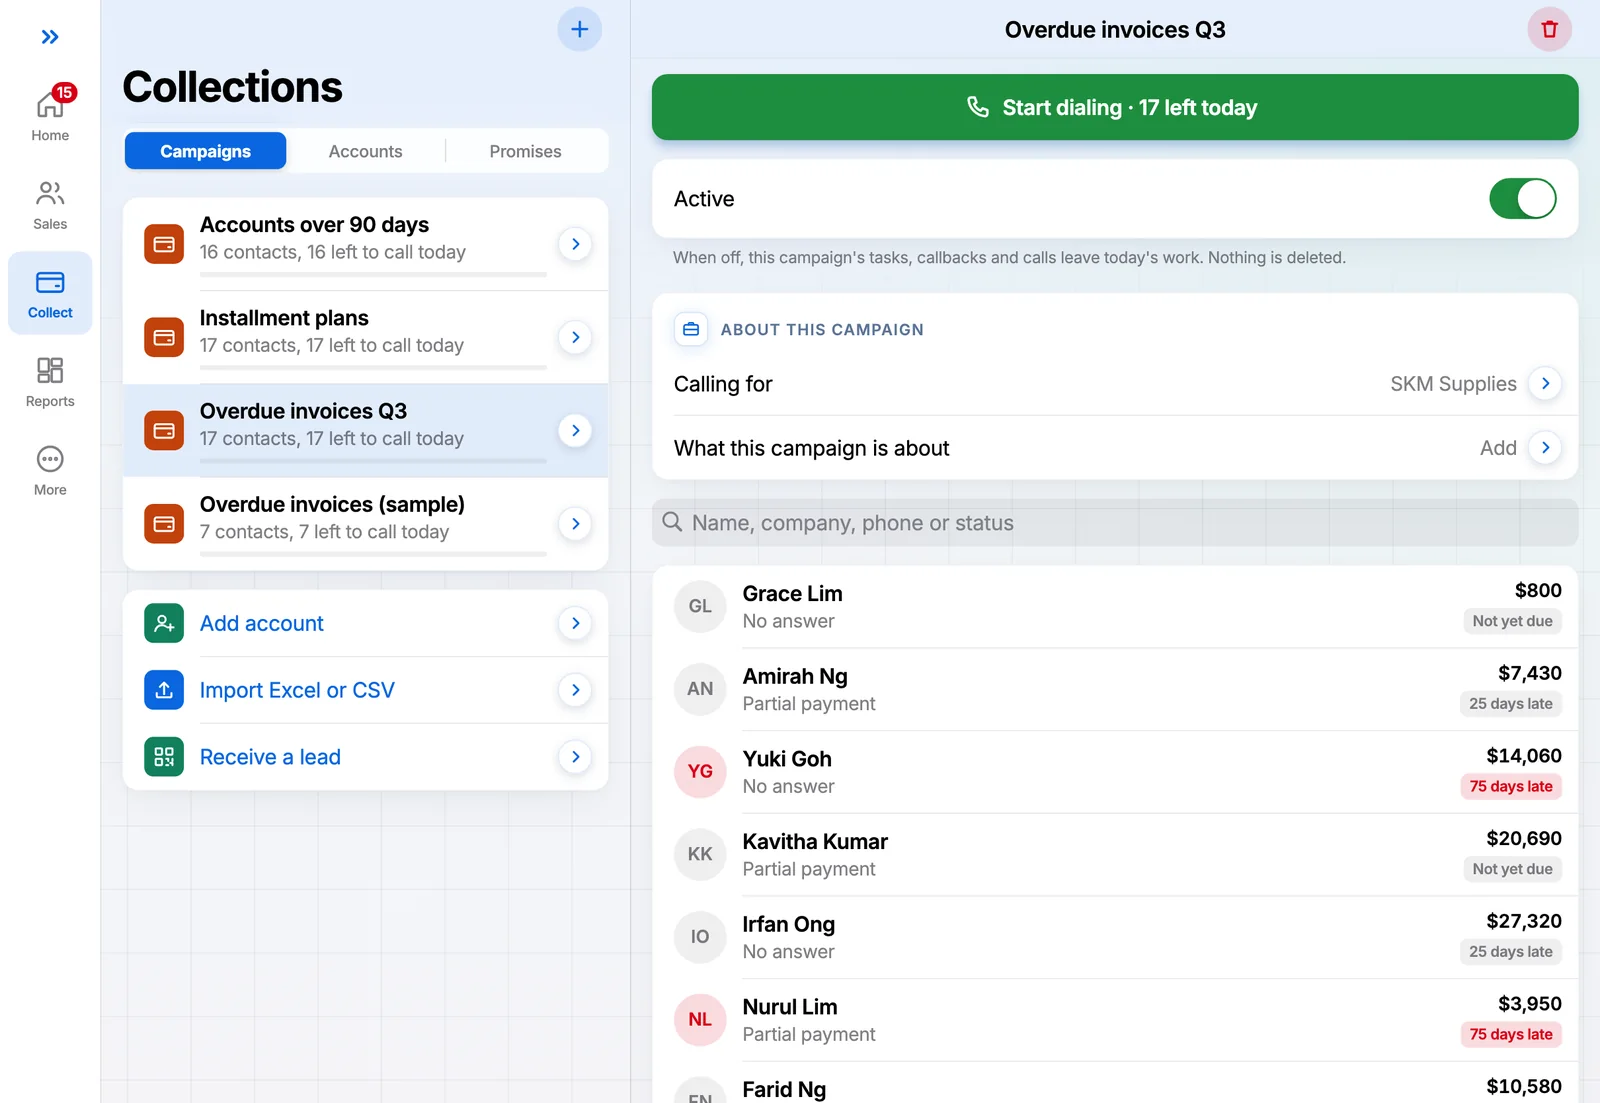 15
Home
Sales
Collect
Reports
More
Collections
Campaigns
Accounts
Promises
Accounts over 90 days
16 contacts, 16 left to call today
Installment plans
17 contacts, 17 left to call today
Overdue invoices Q3
17 contacts, 17 left to call today
Overdue invoices (sample)
7 contacts, 7 left to call today
Add account
Import Excel or CSV
Receive a lead
Overdue invoices Q3
Start dialing · 17 left today
Active
When off, this campaign's tasks, callbacks and calls leave today's work. Nothing is deleted.
ABOUT THIS CAMPAIGN
Calling for
SKM Supplies
What this campaign is about
Add
Name, company, phone or status
GL
Grace Lim
No answer
$800
Not yet due
AN
Amirah Ng
Partial payment
$7,430
25 days late
YG
Yuki Goh
No answer
$14,060
75 days late
KK
Kavitha Kumar
Partial payment
$20,690
Not yet due
IO
Irfan Ong
No answer
$27,320
25 days late
NL
Nurul Lim
Partial payment
$3,950
75 days late
FN
Farid Ng
$10,580